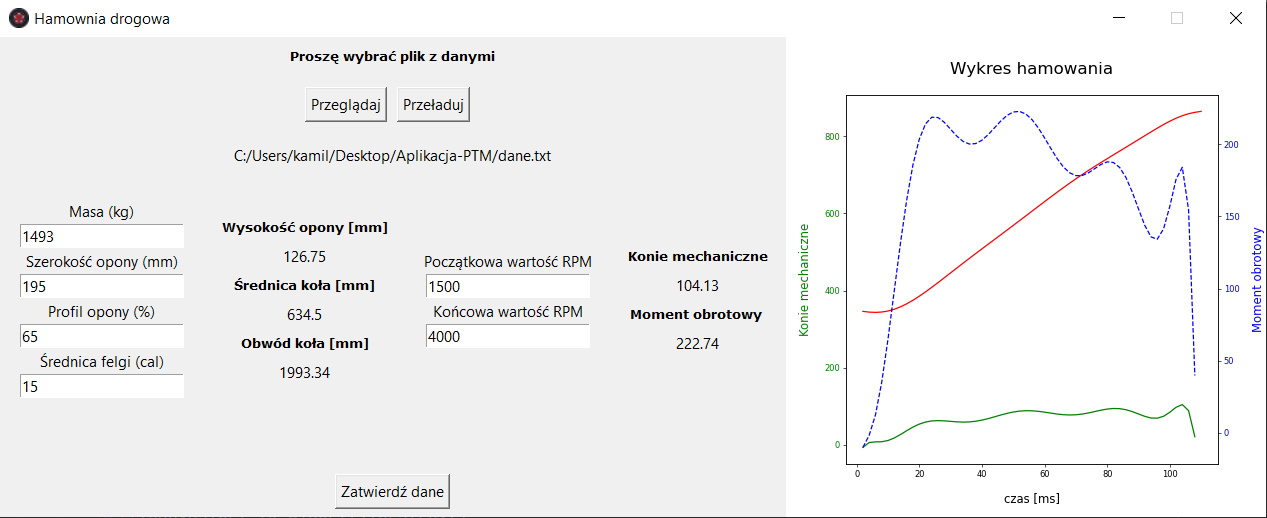 Hamownia drogowa
Proszę wybrać plik z danymi
Przeglądaj Przeładuj
C:/Users/kamil/Desktop/Aplikacja-PTM/dane.txt
Masa (kg)
1493
Szerokość opony (mm)
195
Profil opony (%)
65
Średnica felgi (cal)
15
Wysokość opony [mm]
126.75
Średnica koła [mm]
634.5
Obwód koła [mm]
1993.34
Początkowa wartość RPM
1500
Końcowa wartość RPM
4000
Konie mechaniczne
104.13
Moment obrotowy
222.74
Zatwierdź dane
Wykres hamowania
Konie mechaniczne
800
600
400
200
0
200
150
100
50
0
Moment obrotowy
0 20 40 60 80 100
czas [ms]